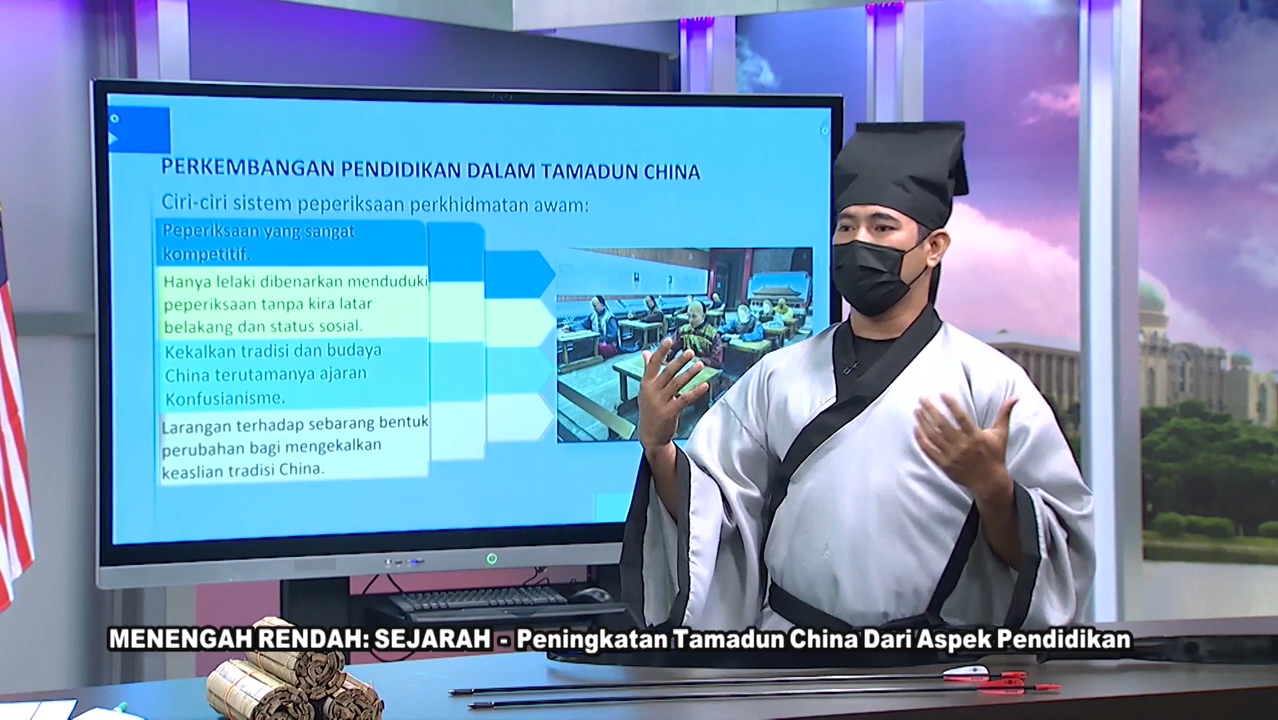 PERKEMBANGAN PENDIDIKAN DALAM TAMADUN CHINA
Ciri-ciri sistem peperiksaan perkhidmatan awam:
Peperiksaan yang sangat
kompetitif.
Hanya lelaki dibenarkan menduduki
peperiksaan tanpa kira latar
belakang dan status sosial.
Kekalkan tradisi dan budaya
China terutamanya ajaran
Konfusianisme.
Larangan terhadap sebarang bentuk
perubahan bagi mengekalkan
keaslian tradisi China.
MENENGAH RENDAH: SEJARAH - Peningkatan Tamadun China Dari Aspek Pendidikan